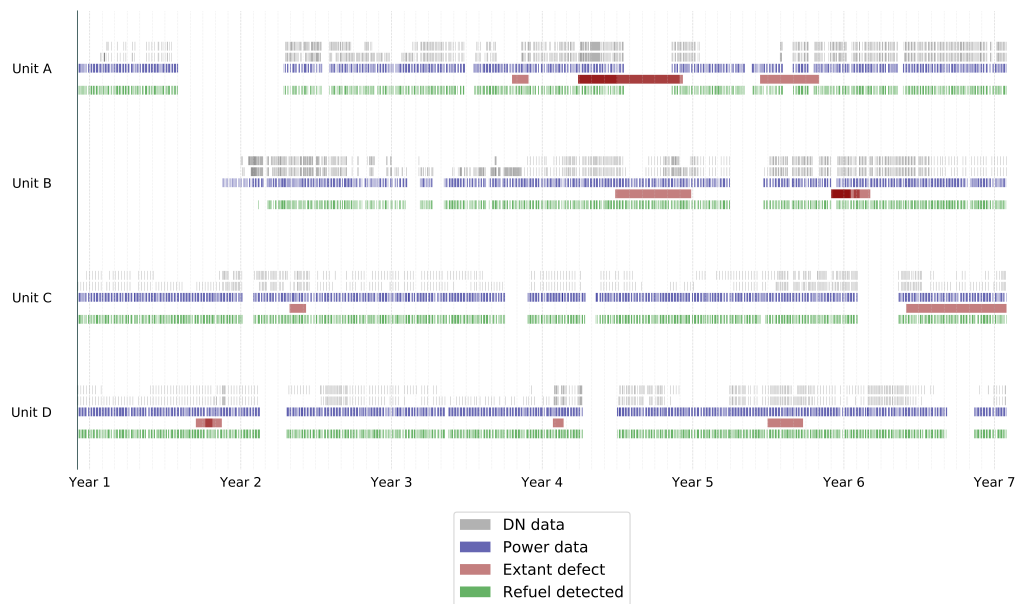 Unit A
Unit B
Unit C
Unit D
Year 1 Year 2 Year 3 Year 4 Year 5 Year 6 Year 7
DN data
Power data
Extant defect
Refuel detected